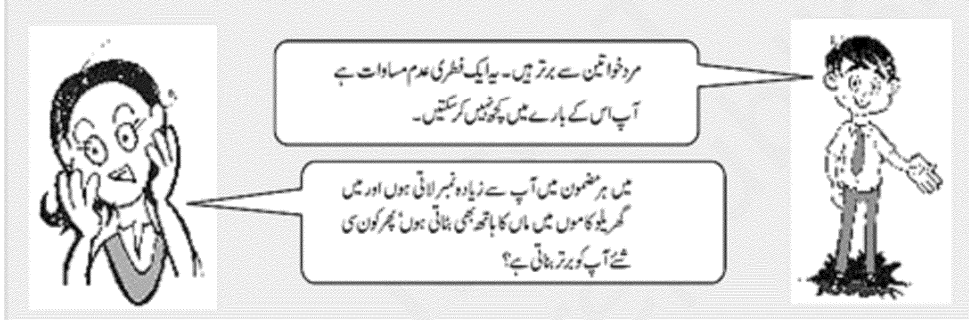 مرد خواتین سے برتر ہیں۔ یہ ایک فطری عدم مساوات ہے
آپ اس کے بارے میں کچھ نہیں کر سکتیں۔
میں ہر مضمون میں آپ سے زیادہ نمبر لاتی ہوں اور میں
گھریلو کاموں میں ماں کا ہاتھ بھی بٹاتی ہوں' پھر کون سی
شئے آپ کو برتر بناتی ہے؟